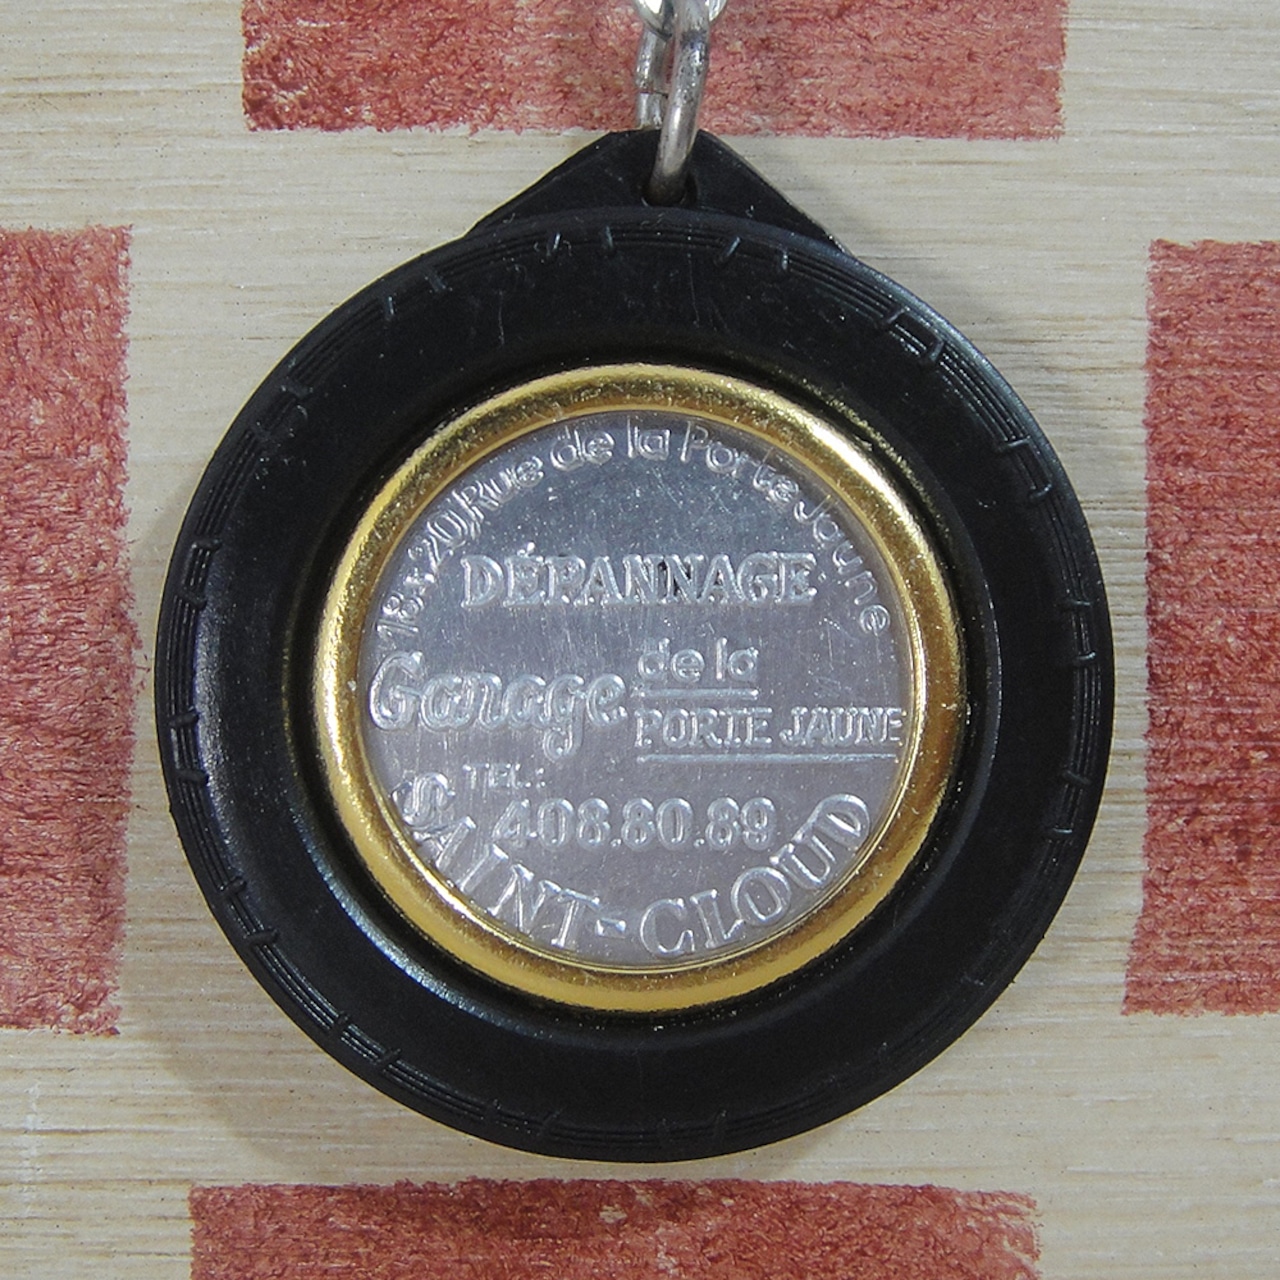 18.20,Rue de la Porte Jaune
DÉPANNAGE
Garage de la
PORTE JAUNE
TEL.:
408.80.89
SAINT-CLOUD